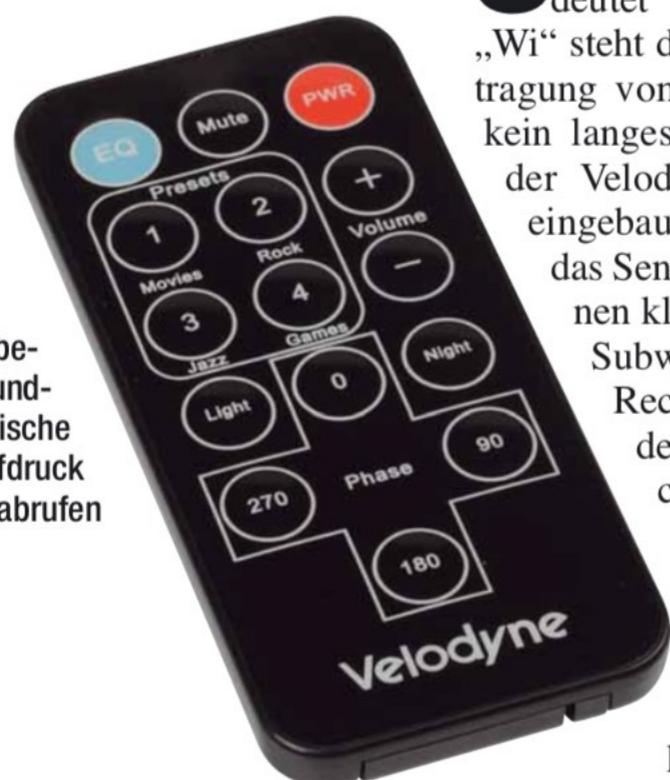 deutet
„Wi“ steht d
tragung von
kein langes
der Velod
eingebau
das Sen
nen kl
Subw
Rec
de
c
be-
und-
ische
fdruck
abrufen
EQ Mute PWR
Presets
1 2 +
Movies Rock Volume
3 4 −
Jazz Games
Light 0 Night
270 Phase 90
180
Velodyne